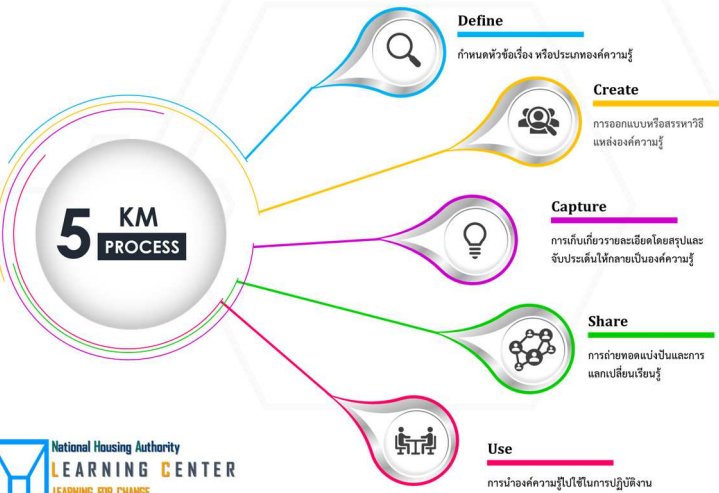 Define
กำหนดหัวข้อเรื่อง หรือประเภทองค์ความรู้
Create
การออกแบบหรือสรรหาวิธี
แหล่งองค์ความรู้
5 KM
PROCESS
Capture
การเก็บเกี่ยวรายละเอียดโดยสรุปและ
จับประเด็นให้กลายเป็นองค์ความรู้
Share
การถ่ายทอดแบ่งปันและการ
แลกเปลี่ยนเรียนรู้
Use
การนำองค์ความรู้ไปใช้ในการปฏิบัติงาน
National Housing Authority
LEARNING CENTER
LEARNING FOR CHANGE